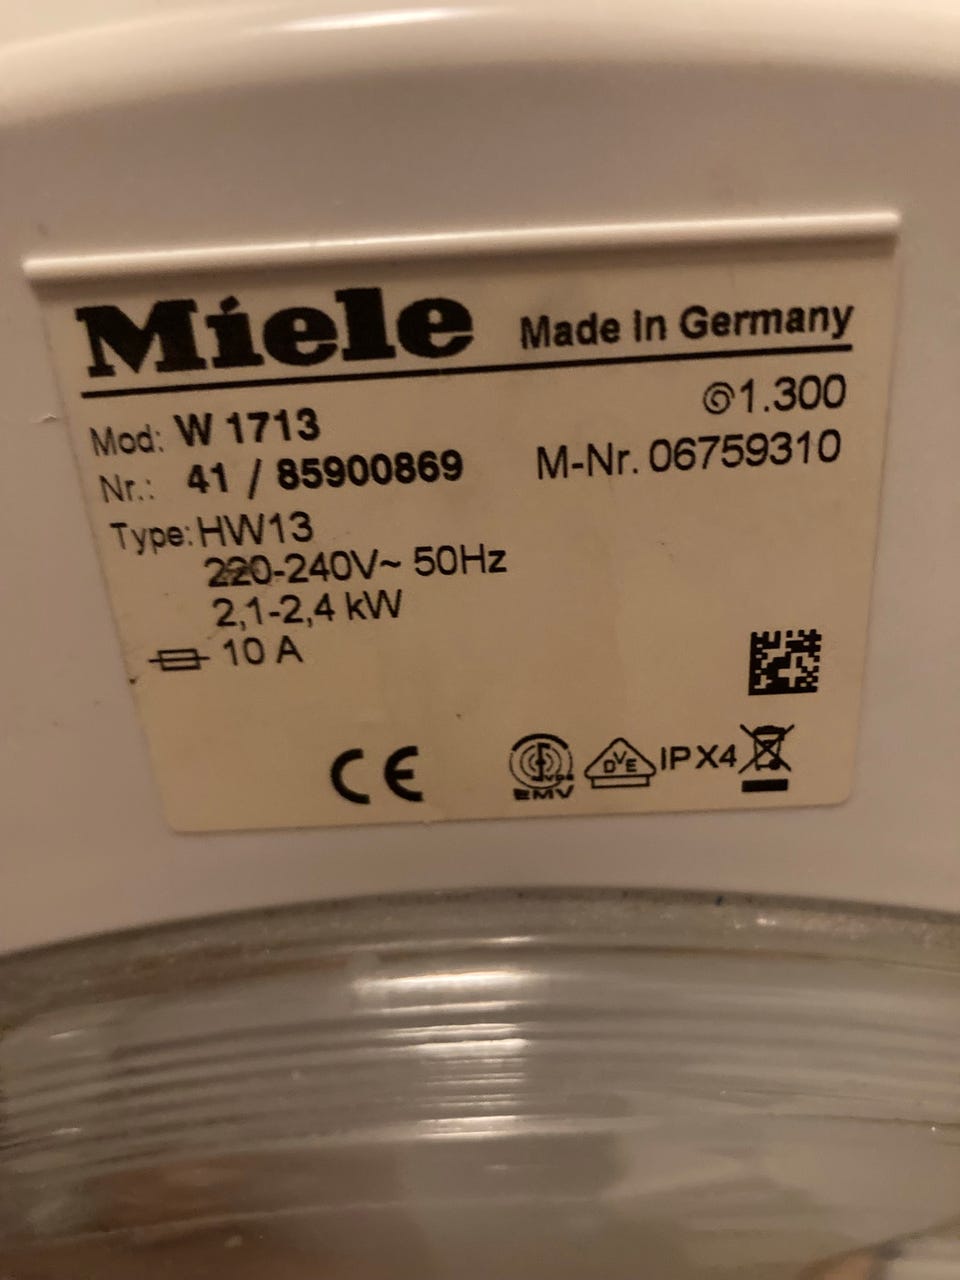 Miele Made in Germany
Mod: W 1713 1.300
Nr.: 41 / 85900869 M-Nr. 06759310
Type: HW13
220-240V~ 50Hz
2,1-2,4 kW
10 A
CE EMV DVE IPX4